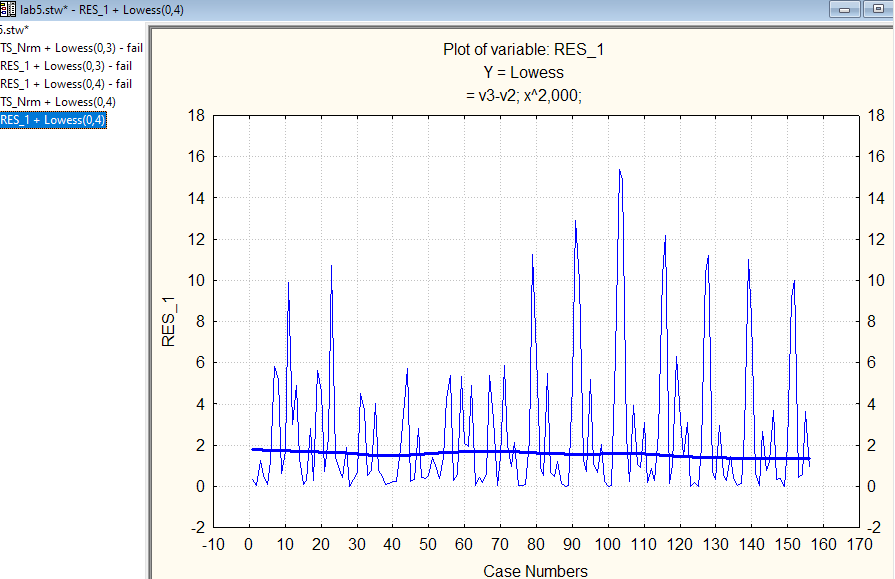 lab5.stw* - RES_1 + Lowess(0,4)
5.stw*
TS_Nrm + Lowess(0,3) - fail
RES_1 + Lowess(0,3) - fail
RES_1 + Lowess(0,4) - fail
TS_Nrm + Lowess(0,4)
RES_1 + Lowess(0,4)
Plot of variable: RES_1
Y = Lowess
= v3-v2; x^2,000;
18 18
16 16
14 14
12 12
10 10
8 8
6 6
4 4
2 2
0 0
-2 -2
RES_1
-10 0 10 20 30 40 50 60 70 80 90 100 110 120 130 140 150 160 170
Case Numbers